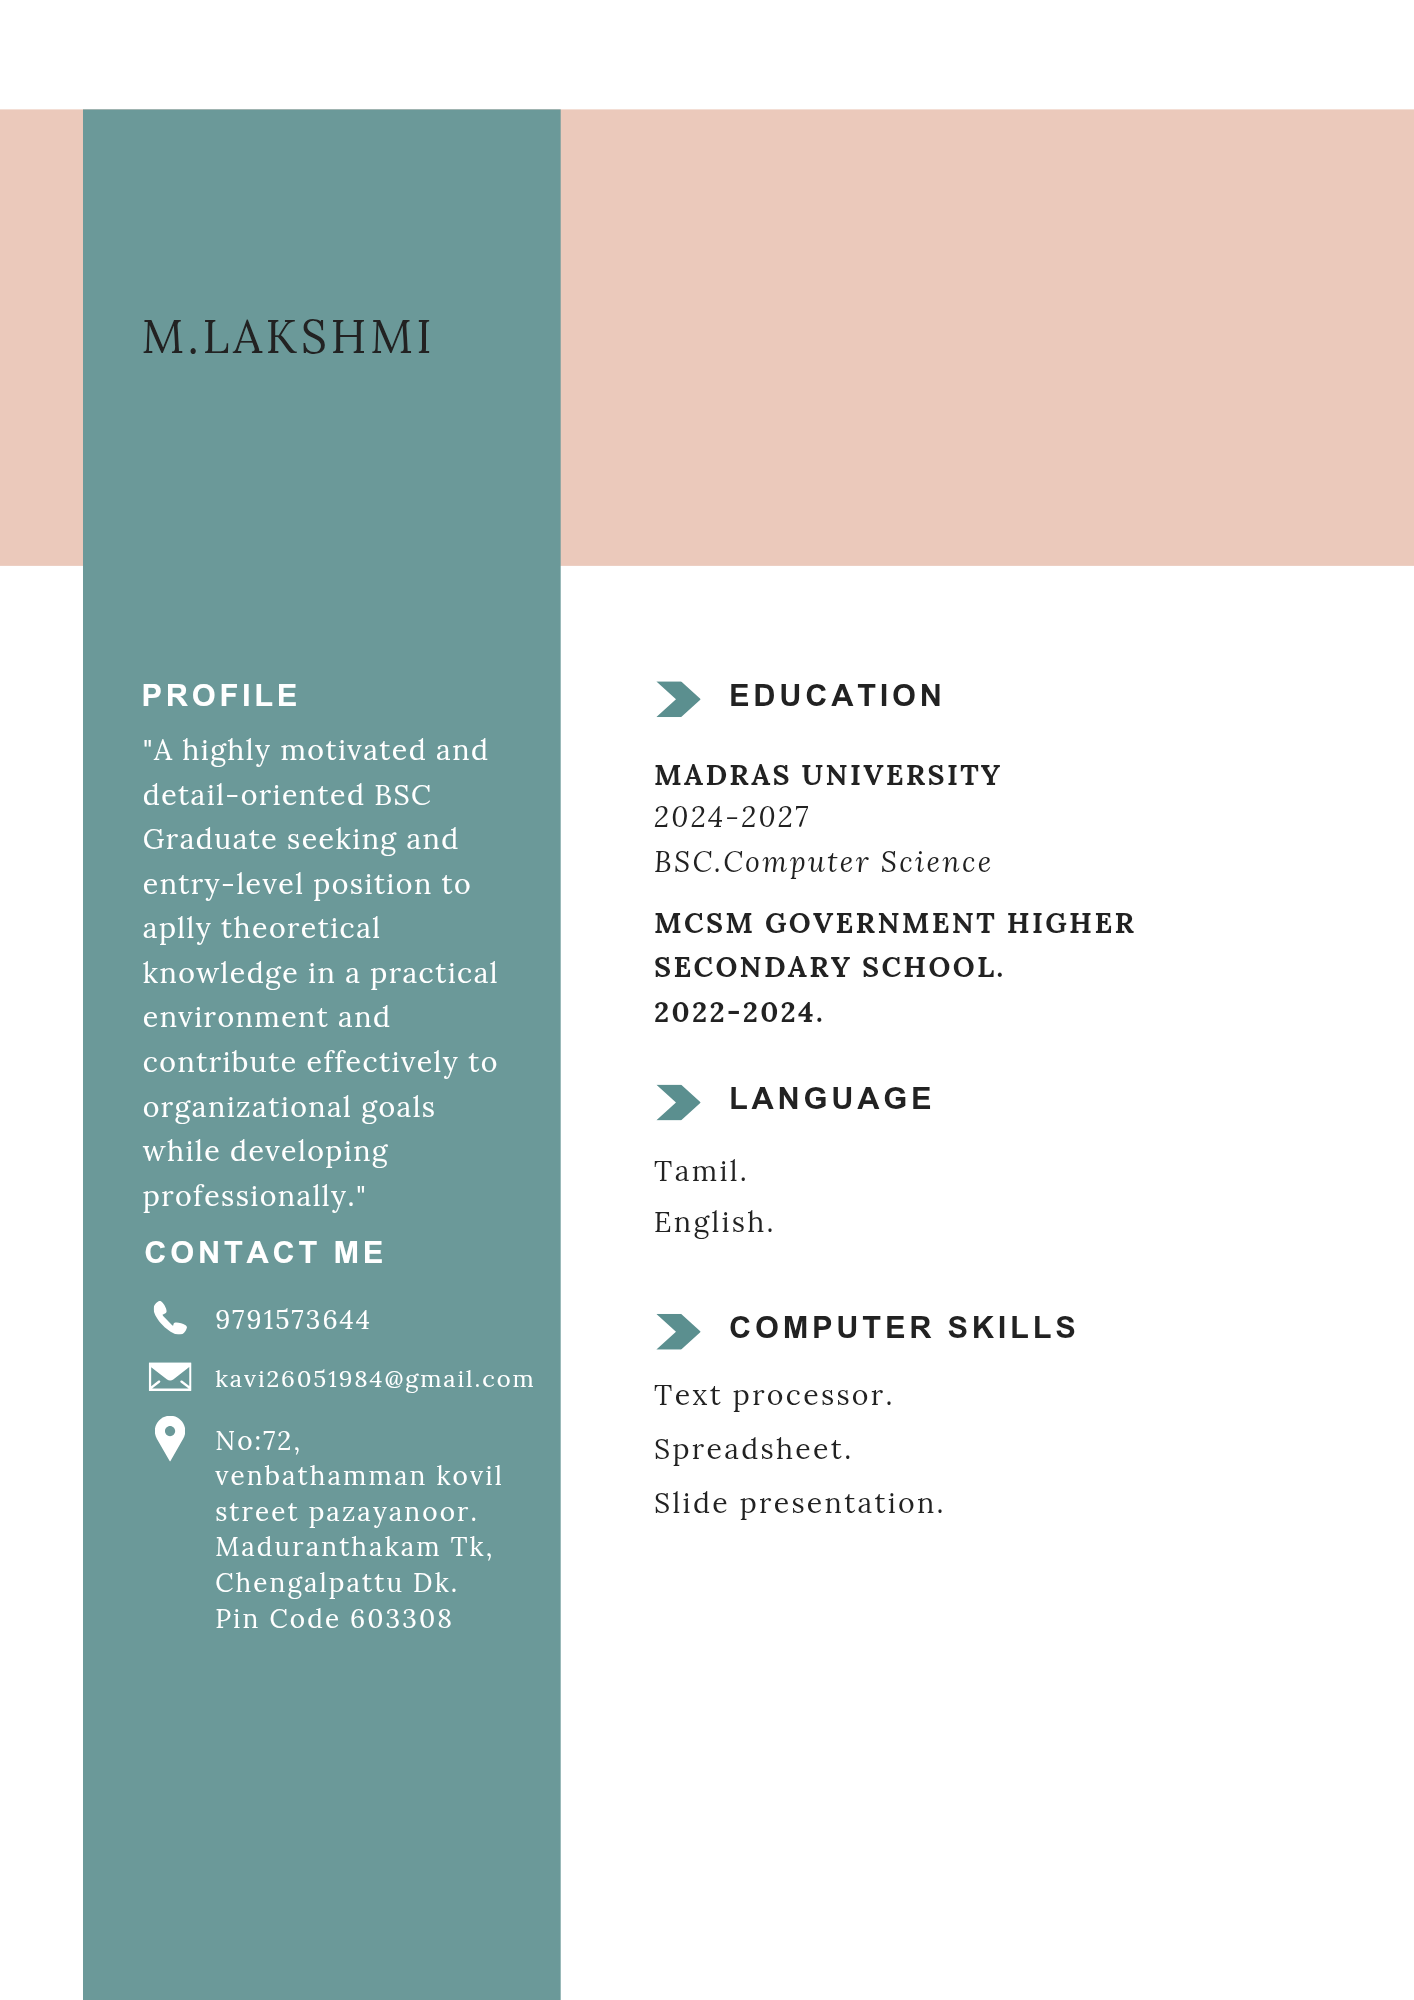 M.LAKSHMI
PROFILE
"A highly motivated and
detail-oriented BSC
Graduate seeking and
entry-level position to
aplly theoretical
knowledge in a practical
environment and
contribute effectively to
organizational goals
while developing
professionally."
CONTACT ME
9791573644
kavi26051984@gmail.com
No:72,
venbathamman kovil
street pazayanoor.
Maduranthakam Tk,
Chengalpattu Dk.
Pin Code 603308
EDUCATION
MADRAS UNIVERSITY
2024-2027
BSC.Computer Science
MCSM GOVERNMENT HIGHER
SECONDARY SCHOOL.
2022-2024.
LANGUAGE
Tamil.
English.
COMPUTER SKILLS
Text processor.
Spreadsheet.
Slide presentation.